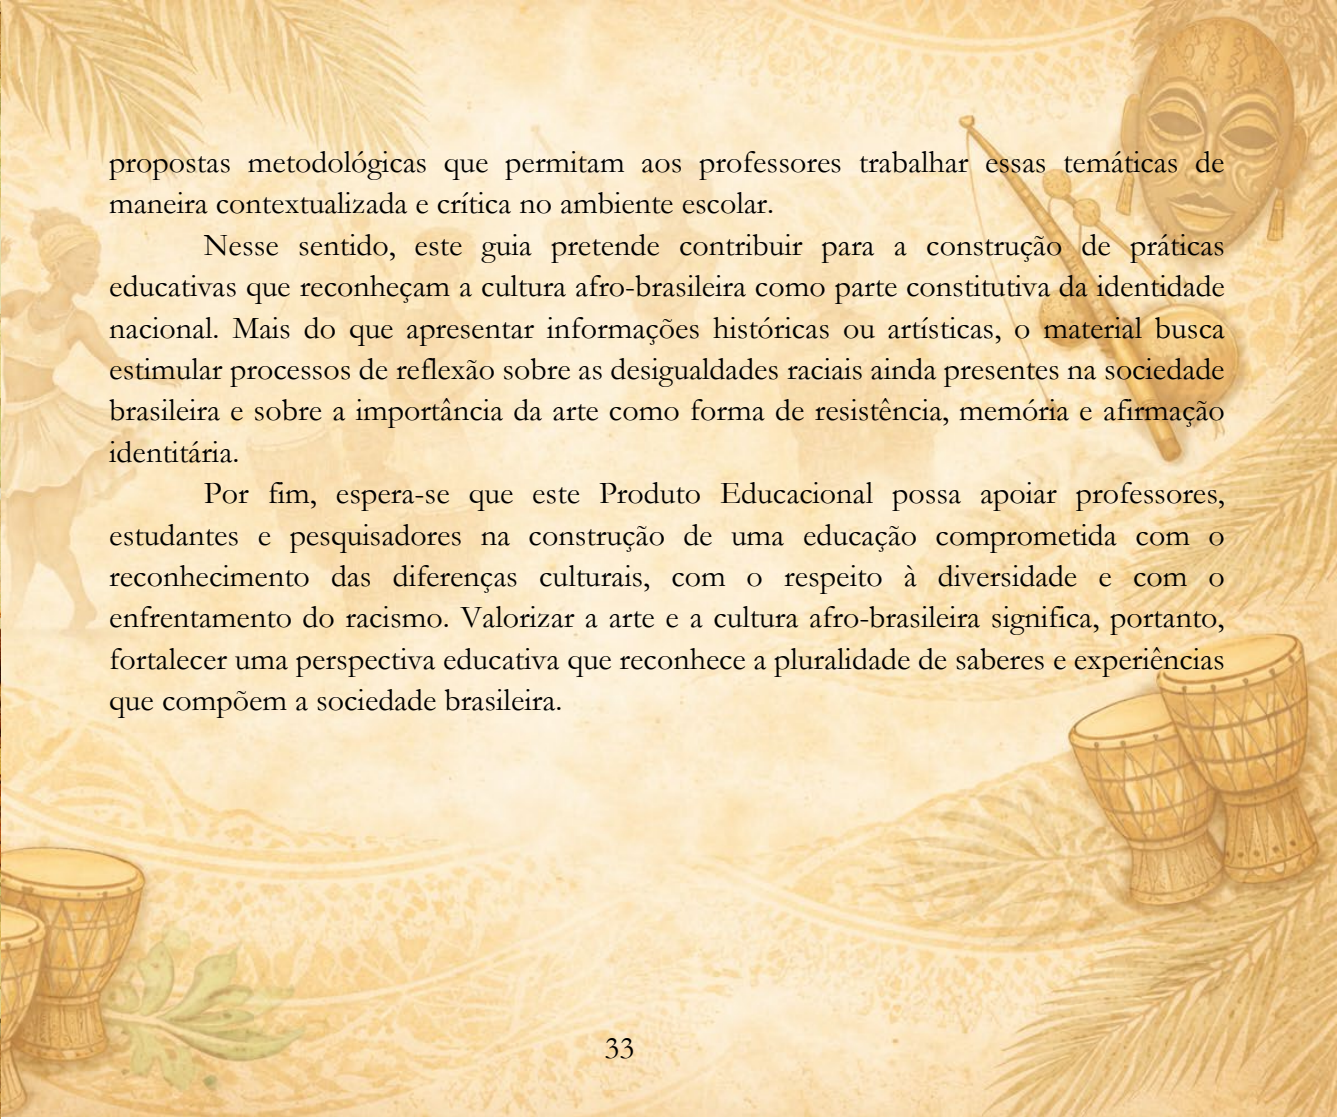 propostas metodológicas que permitam aos professores trabalhar essas temáticas de
maneira contextualizada e crítica no ambiente escolar.
Nesse sentido, este guia pretende contribuir para a construção de práticas
educativas que reconheçam a cultura afro-brasileira como parte constitutiva da identidade
nacional. Mais do que apresentar informações históricas ou artísticas, o material busca
estimular processos de reflexão sobre as desigualdades raciais ainda presentes na sociedade
brasileira e sobre a importância da arte como forma de resistência, memória e afirmação
identitária.
Por fim, espera-se que este Produto Educacional possa apoiar professores,
estudantes e pesquisadores na construção de uma educação comprometida com o
reconhecimento das diferenças culturais, com o respeito à diversidade e com o
enfrentamento do racismo. Valorizar a arte e a cultura afro-brasileira significa, portanto,
fortalecer uma perspectiva educativa que reconhece a pluralidade de saberes e experiências
que compõem a sociedade brasileira.
33